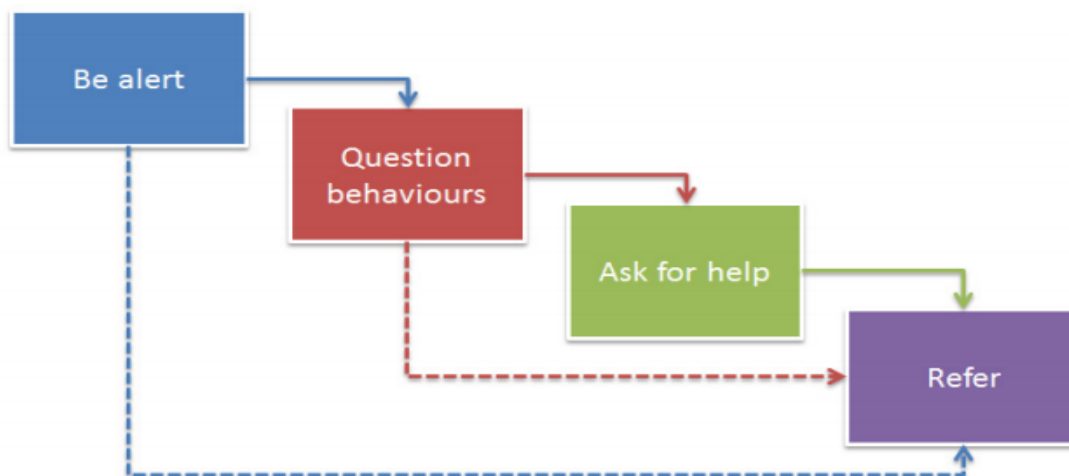 Be alert
Question
behaviours
Ask for help
Refer